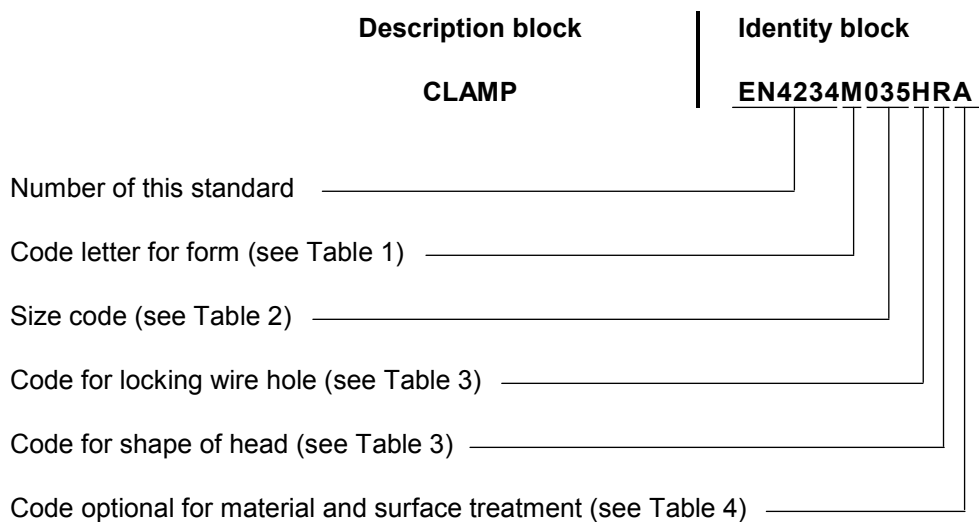 Description block Identity block
CLAMP EN4234M035HRA
Number of this standard
Code letter for form (see Table 1)
Size code (see Table 2)
Code for locking wire hole (see Table 3)
Code for shape of head (see Table 3)
Code optional for material and surface treatment (see Table 4)